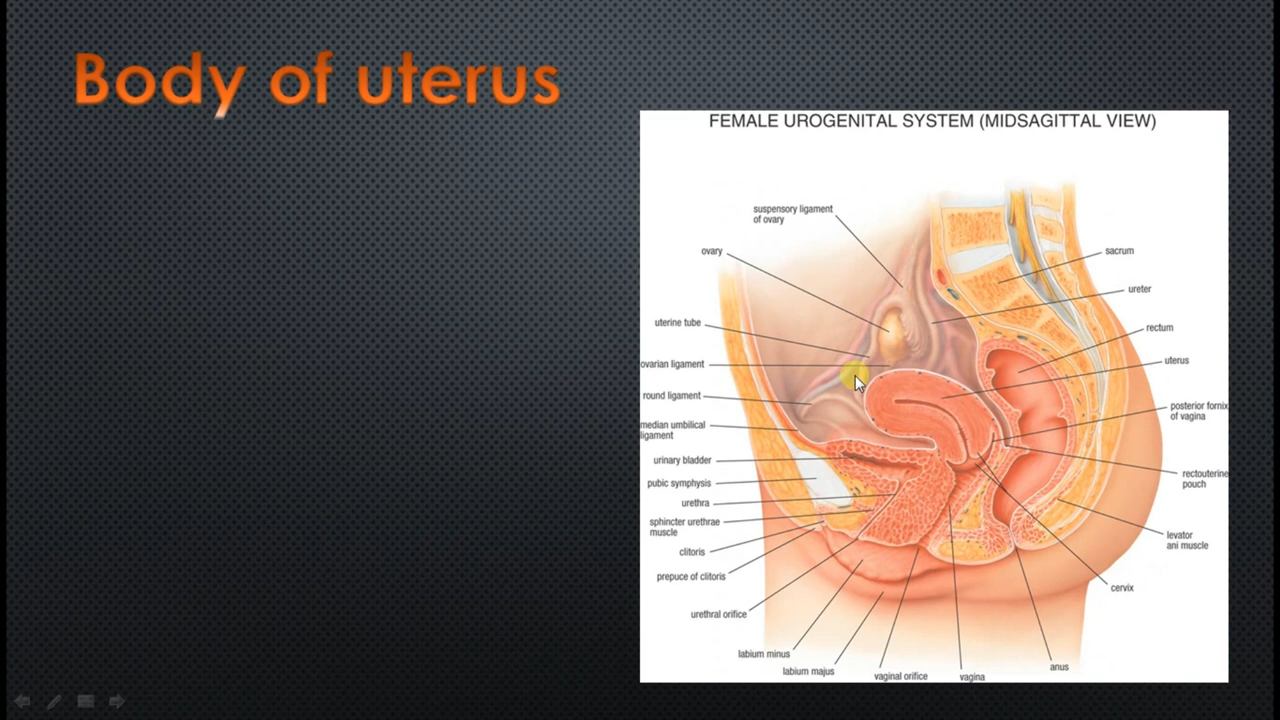 Body of uterus
FEMALE UROGENITAL SYSTEM (MIDSAGITTAL VIEW)
suspensory ligament
of ovary
ovary
uterine tube
ovarian ligament
round ligament
median umbilical
ligament
urinary bladder
pubic symphysis
urethra
sphincter urethrae
muscle
clitoris
prepuce of clitoris
urethral orifice
labium minus
labium majus
vaginal orifice
vagina
anus
cervix
levator
ani muscle
rectouterine
pouch
posterior fornix
of vagina
uterus
rectum
ureter
sacrum